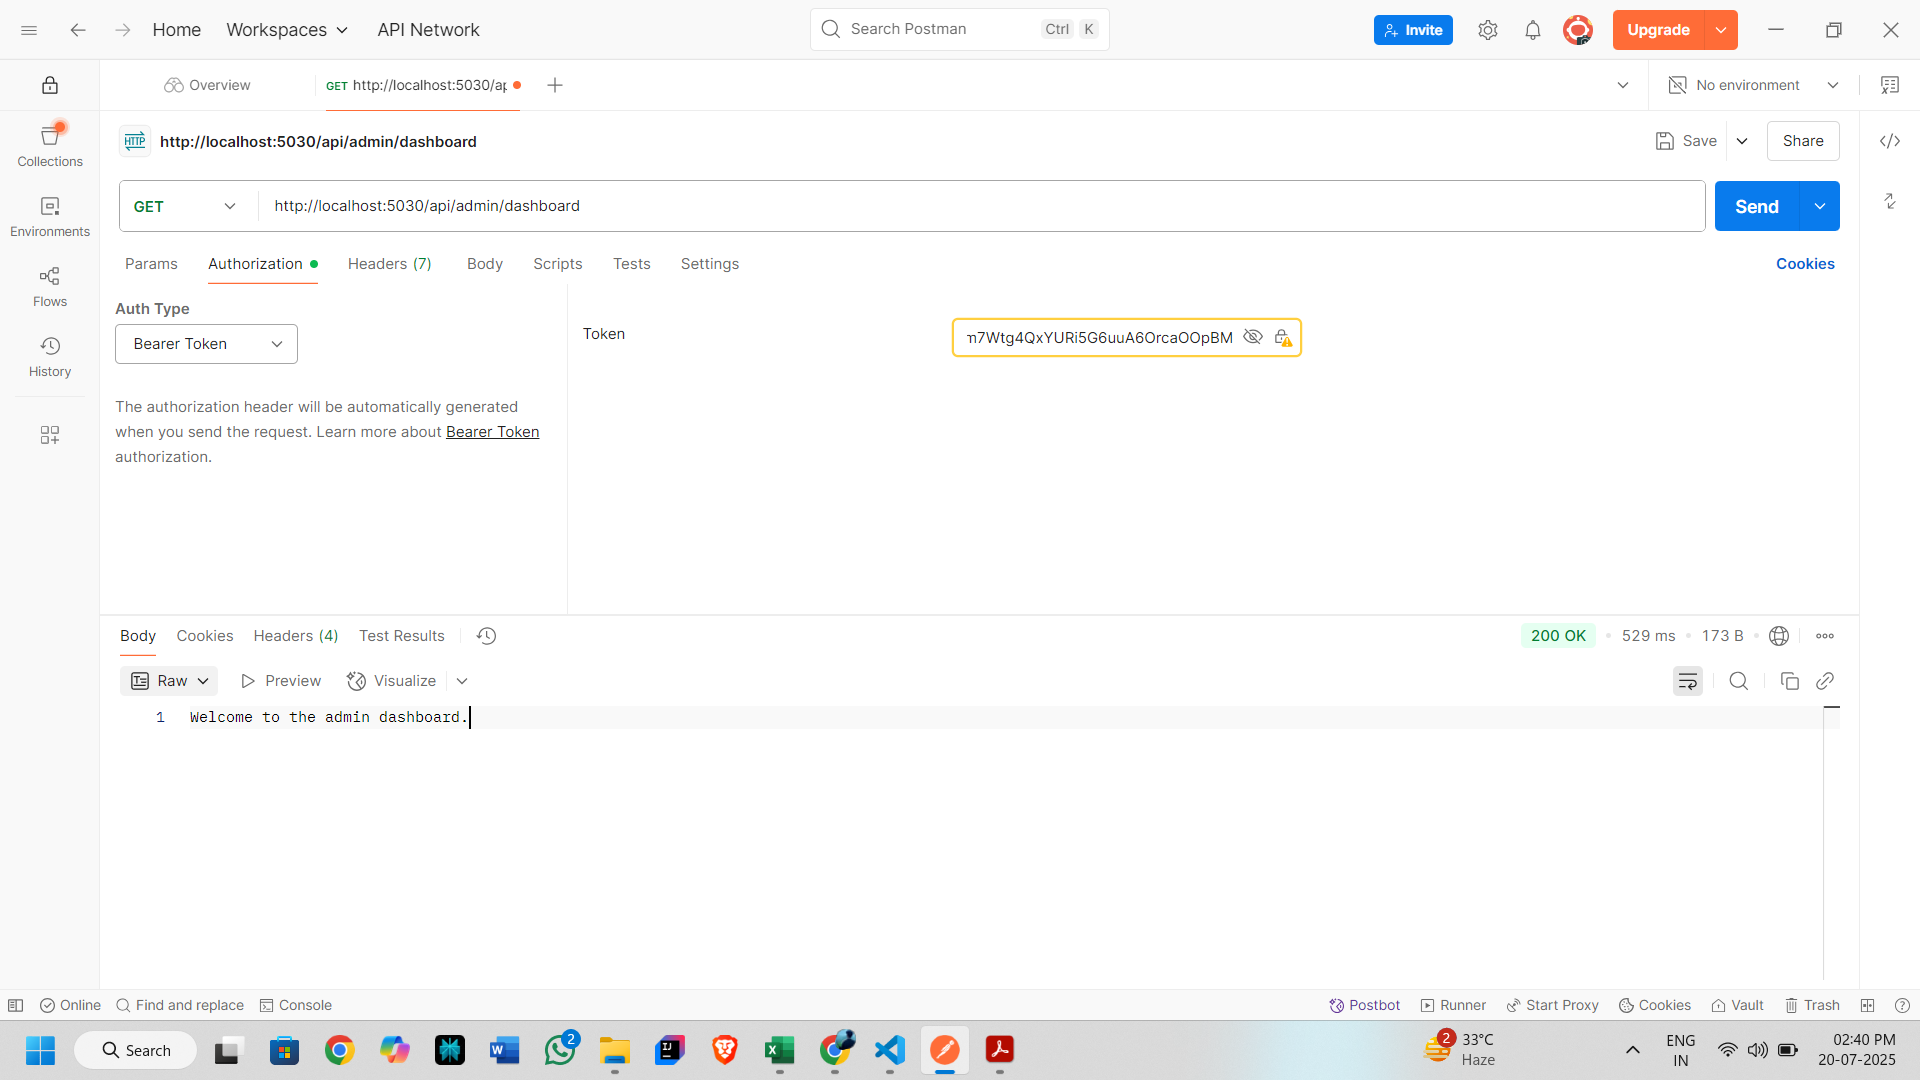 Home
Workspaces
API Network
Search Postman
Ctrl
K
Invite
Upgrade
Overview
GET http://localhost:5030/ap
No environment
HTTP
http://localhost:5030/api/admin/dashboard
Save
Share
Collections
Environments
Flows
History
GET
http://localhost:5030/api/admin/dashboard
Send
Params
Authorization
Headers (7)
Body
Scripts
Tests
Settings
Cookies
Auth Type
Bearer Token
The authorization header will be automatically generated
when you send the request. Learn more about Bearer Token
authorization.
Token
m7Wtg4QxYURi5G6uuA6OrcaOOpBM
Body
Cookies
Headers (4)
Test Results
200 OK
529 ms
173 B
Raw
Preview
Visualize
1
Welcome to the admin dashboard.
Online
Find and replace
Console
Postbot
Runner
Start Proxy
Cookies
Vault
Trash
Search
2
2
33°C
Haze
ENG
IN
02:40 PM
20-07-2025